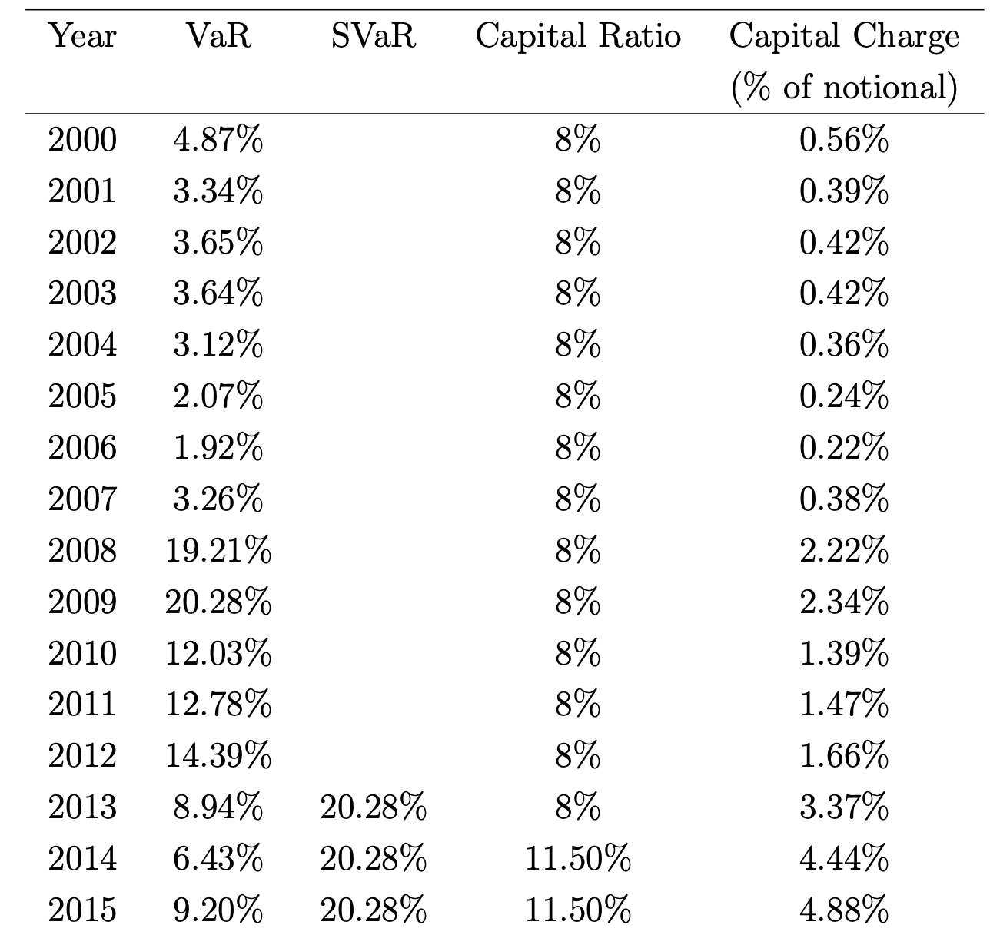 Year VaR SVaR Capital Ratio Capital Charge
(% of notional)
2000 4.87% 8% 0.56%
2001 3.34% 8% 0.39%
2002 3.65% 8% 0.42%
2003 3.64% 8% 0.42%
2004 3.12% 8% 0.36%
2005 2.07% 8% 0.24%
2006 1.92% 8% 0.22%
2007 3.26% 8% 0.38%
2008 19.21% 8% 2.22%
2009 20.28% 8% 2.34%
2010 12.03% 8% 1.39%
2011 12.78% 8% 1.47%
2012 14.39% 8% 1.66%
2013 8.94% 20.28% 8% 3.37%
2014 6.43% 20.28% 11.50% 4.44%
2015 9.20% 20.28% 11.50% 4.88%